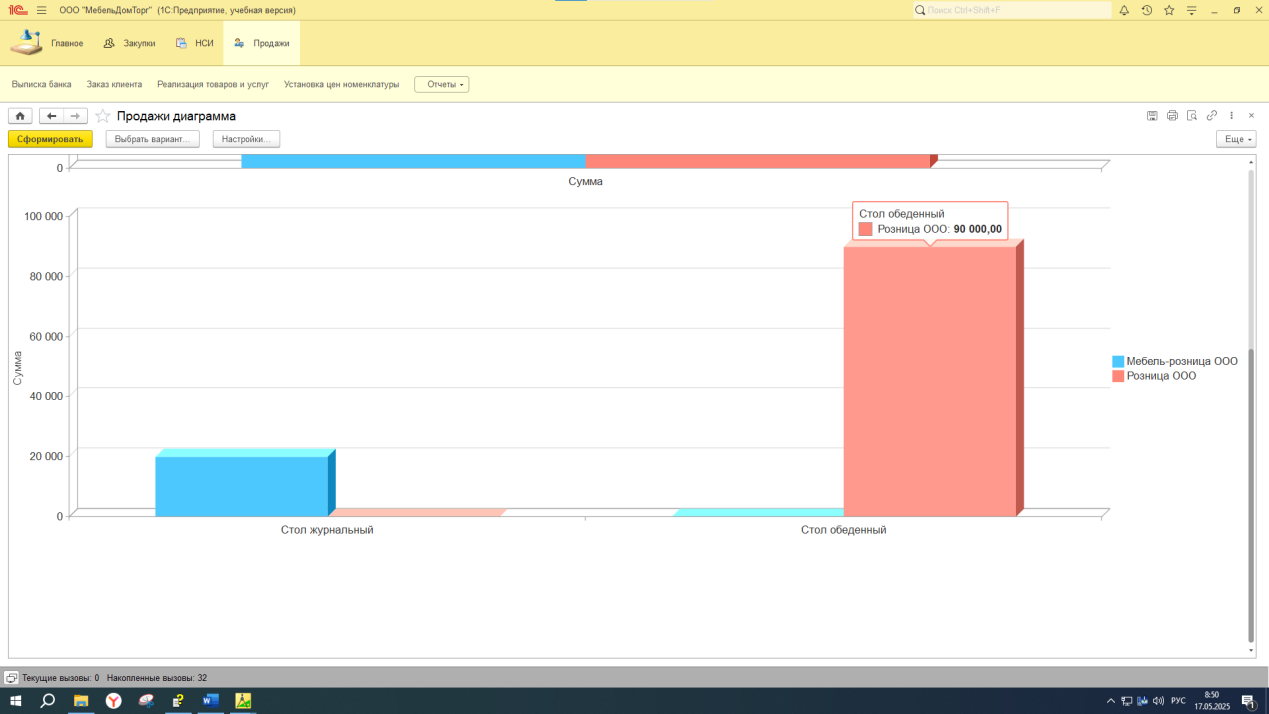 1С ООО "МебельДомТорг" (1С:Предприятие, учебная версия) Поиск Ctrl+Shift+F
Главное Закупки НСИ Продажи
Выписка банка Заказ клиента Реализация товаров и услуг Установка цен номенклатуры Отчеты
Продажи диаграмма
Сформировать Выбрать вариант... Настройки... Еще
0
Сумма
100 000
80 000
60 000
40 000
20 000
0
Сумма
Стол обеденный
Розница ООО: 90 000,00
Мебель-розница ООО
Розница ООО
Стол журнальный Стол обеденный
Текущие вызовы: 0 Накопленные вызовы: 32
РУС 8:50
17.05.2025
1